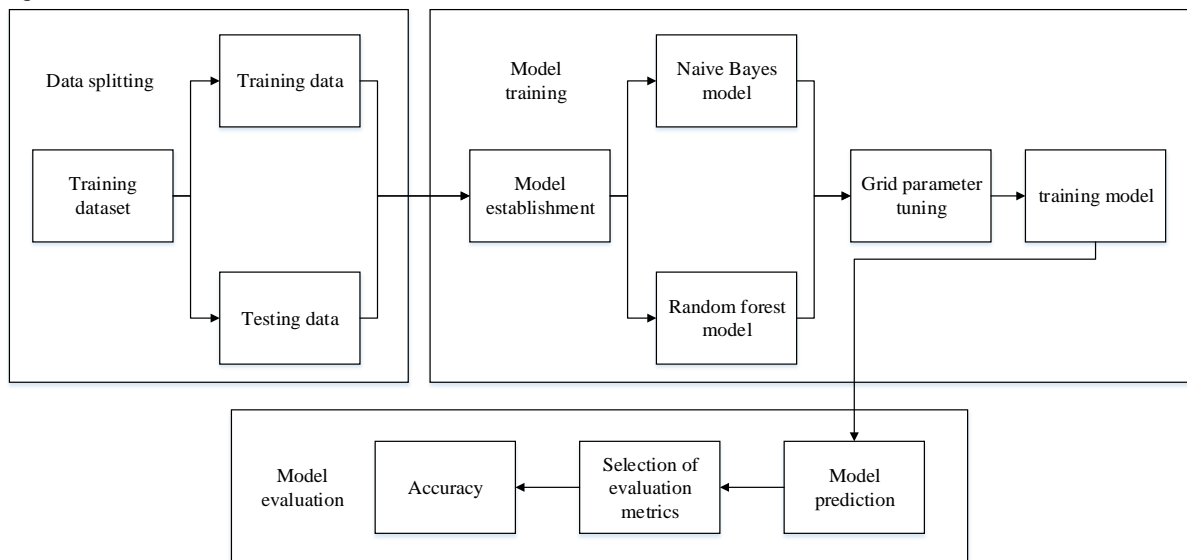 Data splitting
Training data
Training
dataset
Testing data
Model
training
Naive Bayes
model
Model
establishment
Random forest
model
Grid parameter
tuning
training model
Model
evaluation
Accuracy
Selection of
evaluation
metrics
Model
prediction